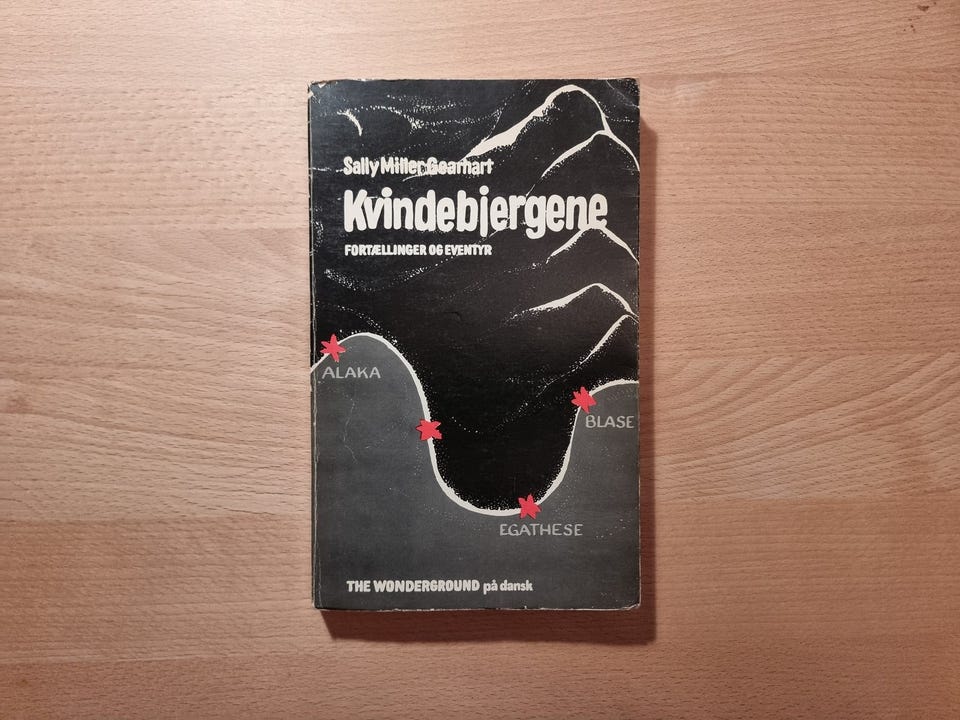 Sally Miller Gearhart
Kvindebjergene
FORTÆLLINGER OG EVENTYR
ALAKA
BLASE
EGATHESE
THE WONDERGROUND på dansk